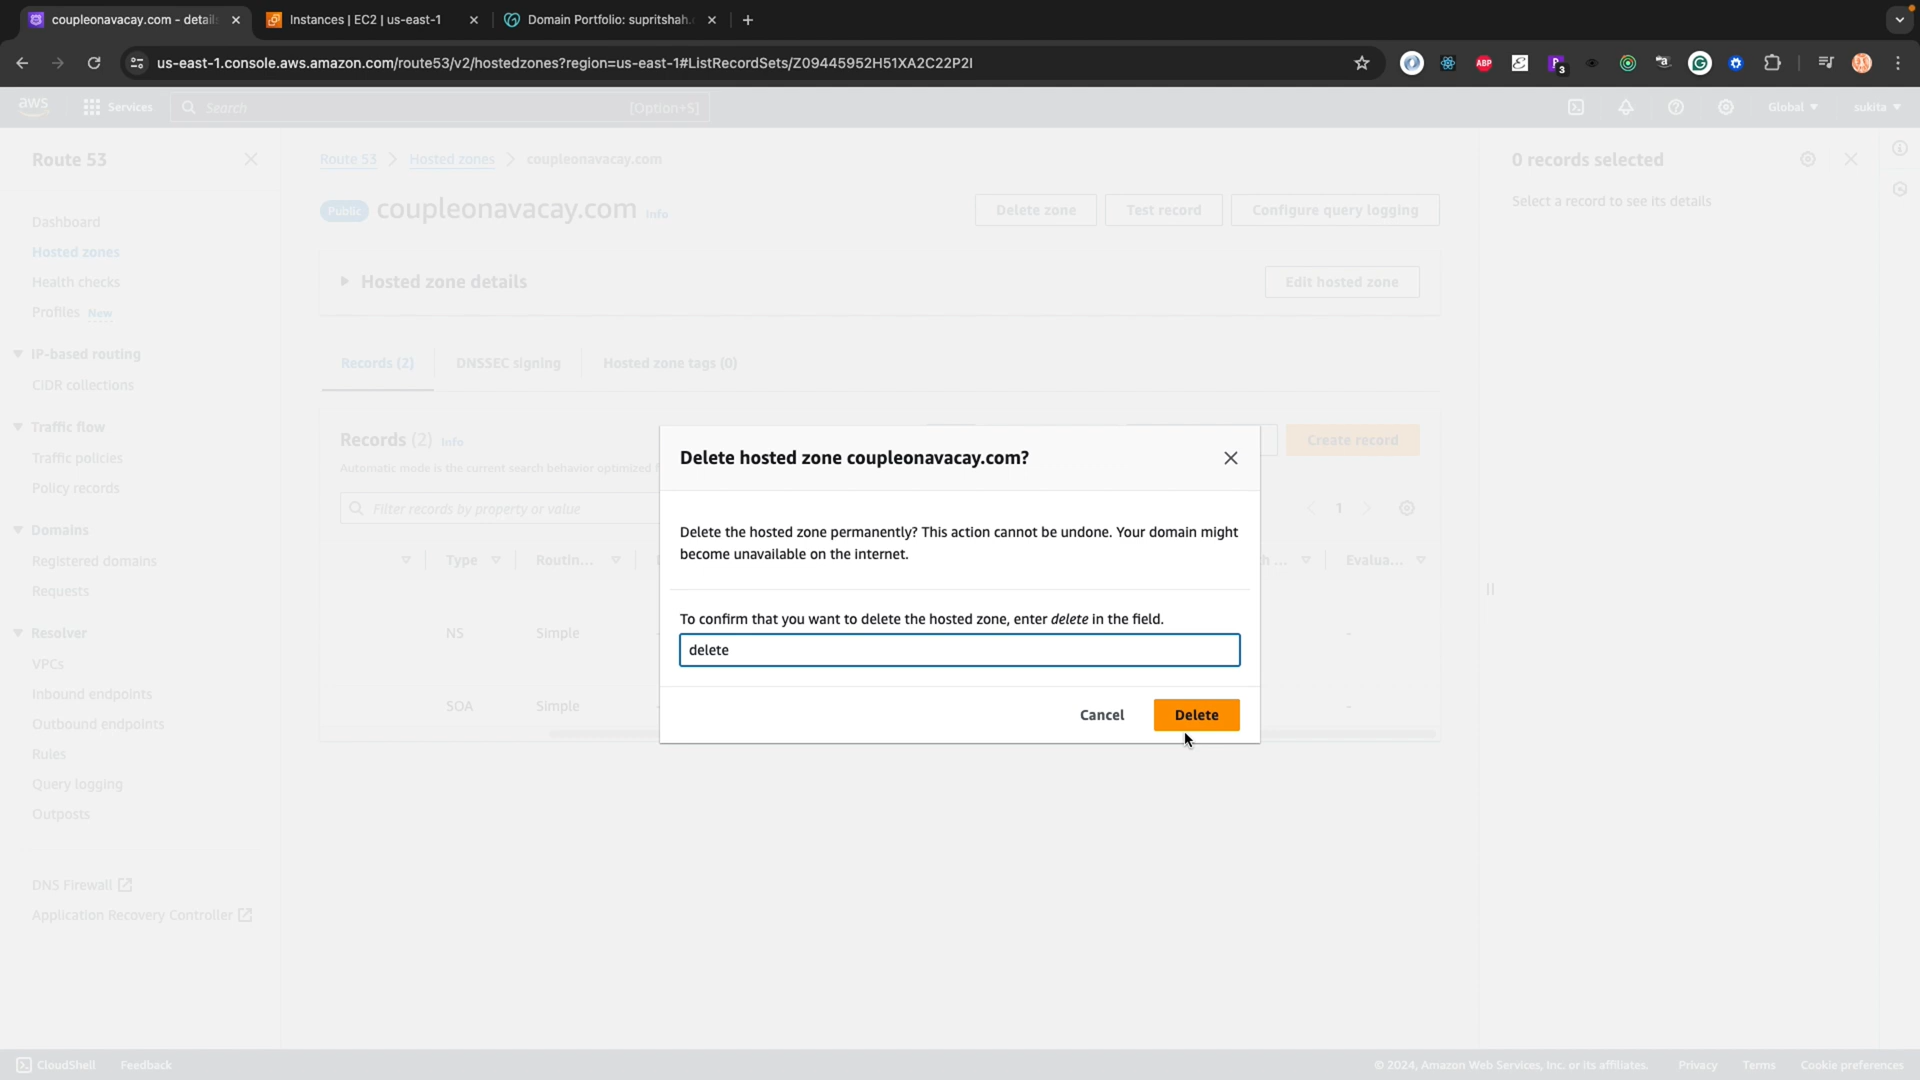 coupleonavacay.com - detail
Instances | EC2 | us-east-1
Domain Portfolio: supritshah.
us-east-1.console.aws.amazon.com/route53/v2/hostedzones?region=us-east-1#ListRecordSets/Z09445952H51XA2C22P2I
ABP
3
aws
Services
Search
[Option+S]
Global
sukita
Route 53
Route 53
Hosted zones
coupleonavacay.com
0 records selected
Select a record to see its details
Public
coupleonavacay.com
Info
Delete zone
Test record
Configure query logging
Dashboard
Hosted zones
Health checks
Profiles New
Hosted zone details
Edit hosted zone
IP-based routing
CIDR collections
Records (2)
DNSSEC signing
Hosted zone tags (0)
Traffic flow
Traffic policies
Policy records
Records (2) Info
Automatic mode is the current search behavior optimized f
Create record
Filter records by property or value
1
Domains
Registered domains
Requests
Type
Routin...
Evalua...
NS
Simple
-
-
SOA
Simple
-
-
Resolver
VPCs
Inbound endpoints
Outbound endpoints
Rules
Query logging
Outposts
DNS Firewall
Application Recovery Controller
Delete hosted zone coupleonavacay.com?
Delete the hosted zone permanently? This action cannot be undone. Your domain might
become unavailable on the internet.
To confirm that you want to delete the hosted zone, enter delete in the field.
delete
Cancel
Delete
CloudShell
Feedback
© 2024, Amazon Web Services, Inc. or its affiliates.
Privacy
Terms
Cookie preferences